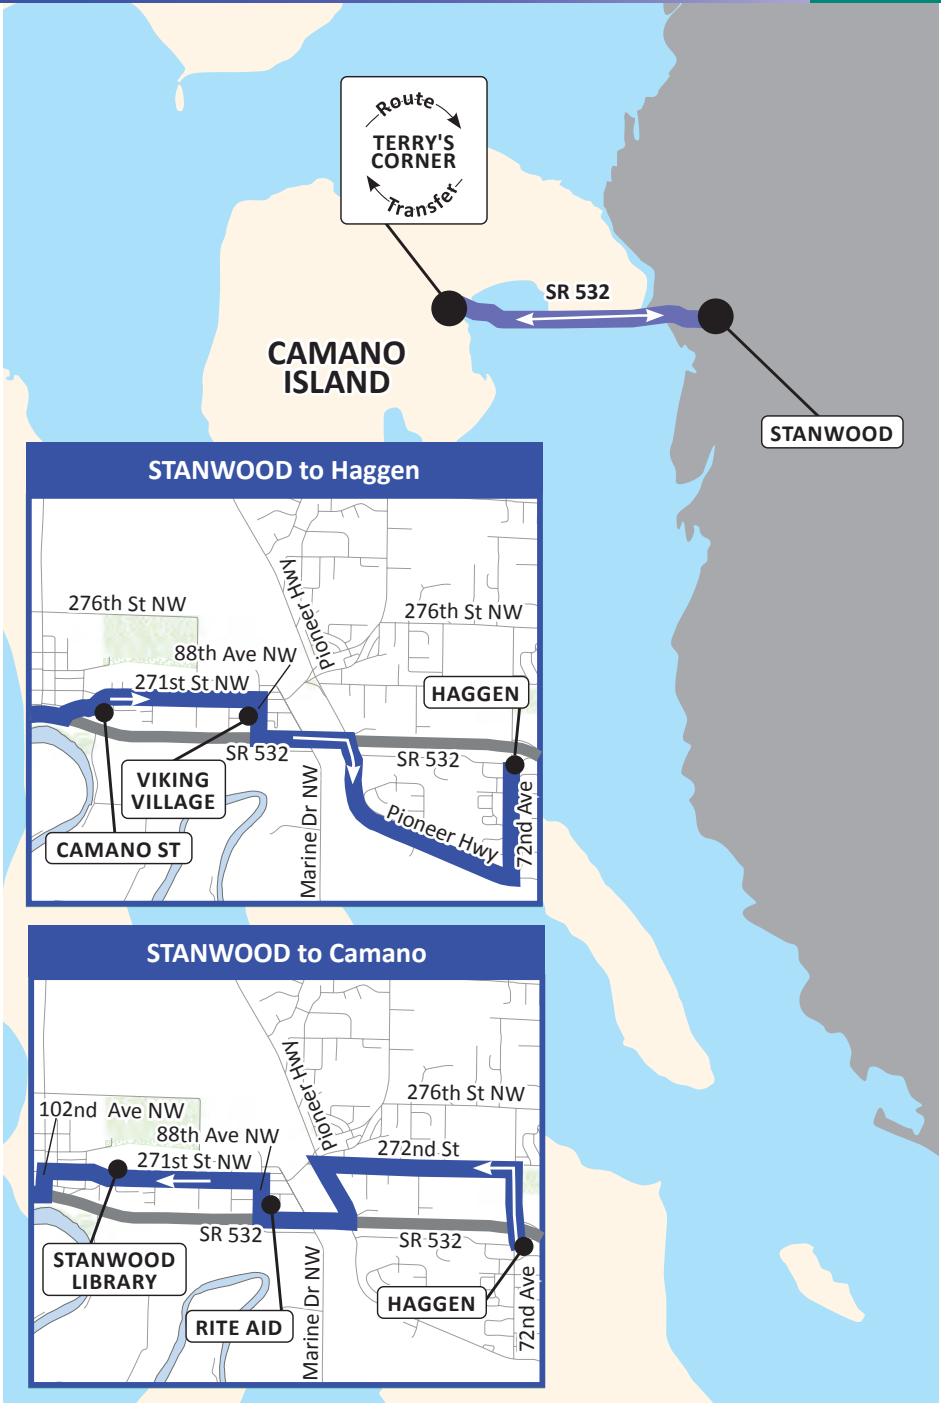 Route
TERRY'S
CORNER
Transfer
SR 532
CAMANO
ISLAND
STANWOOD
STANWOOD to Haggen
Pioneer Hwy
276th St NW
276th St NW
88th Ave NW
271st St NW
HAGGEN
SR 532
SR 532
VIKING
VILLAGE
Marine Dr NW
Pioneer Hwy
72nd Ave
CAMANO ST
STANWOOD to Camano
Pioneer Hwy
276th St NW
102nd Ave NW
88th Ave NW
272nd St
271st St NW
SR 532
SR 532
STANWOOD
LIBRARY
Marine Dr NW
HAGGEN
72nd Ave
RITE AID